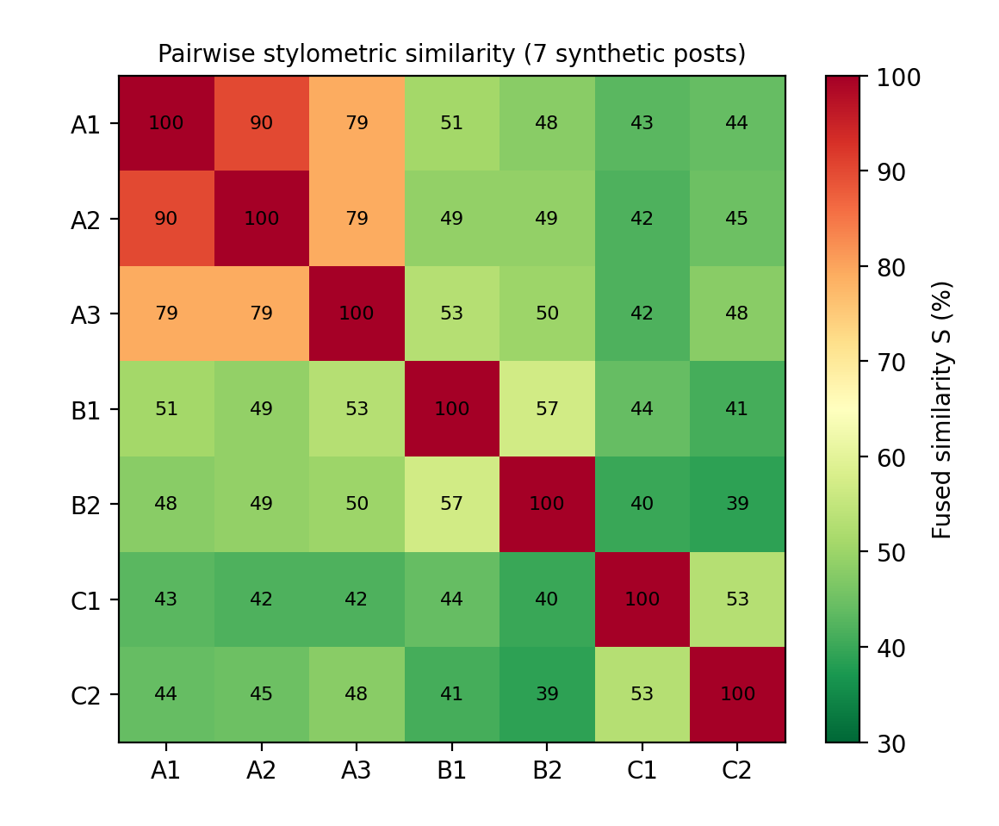 Pairwise stylometric similarity (7 synthetic posts)
A1 100 90 79 51 48 43 44
A2 90 100 79 49 49 42 45
A3 79 79 100 53 50 42 48
B1 51 49 53 100 57 44 41
B2 48 49 50 57 100 40 39
C1 43 42 42 44 40 100 53
C2 44 45 48 41 39 53 100
A1 A2 A3 B1 B2 C1 C2
100
90
80
70
60
50
40
30
Fused similarity S (%)